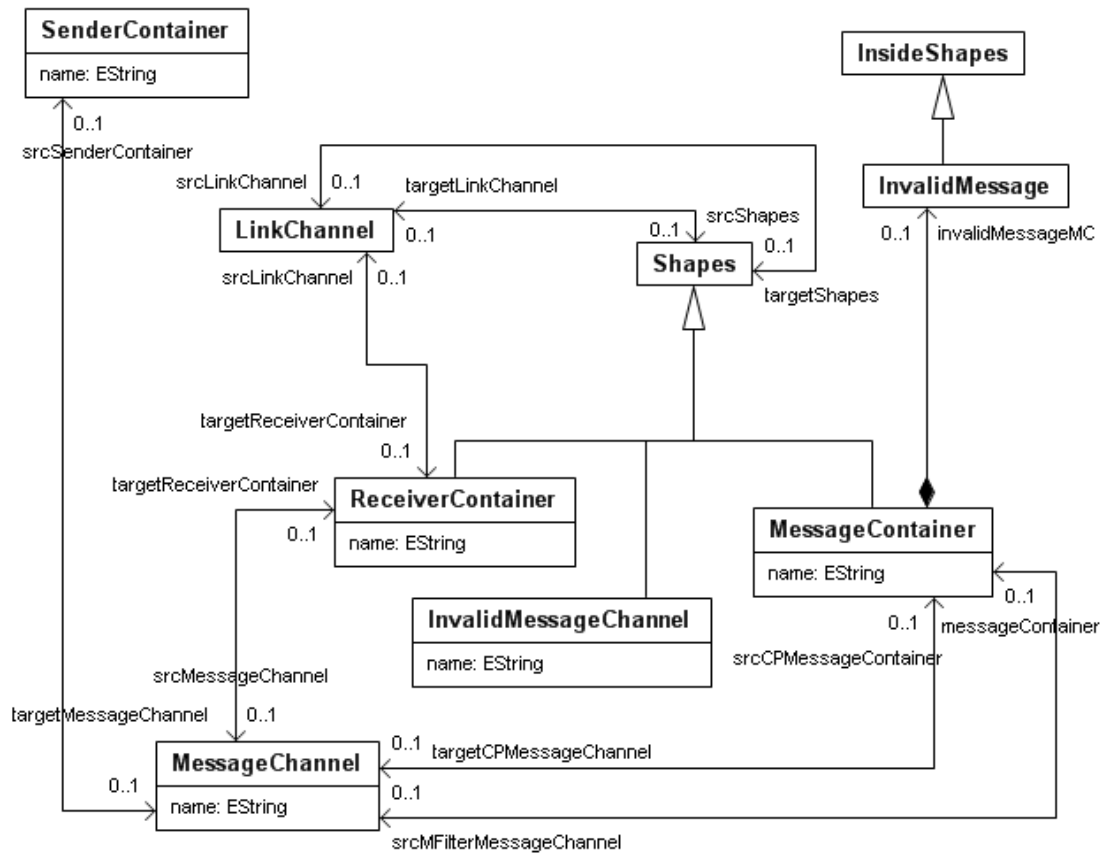 SenderContainer
name: EString
0..1
srcSenderContainer
InsideShapes
InvalidMessage
0..1
invalidMessageMC
srcLinkChannel
0..1
targetLinkChannel
LinkChannel
0..1
srcShapes
0..1
0..1
Shapes
targetShapes
srcLinkChannel
0..1
targetReceiverContainer
0..1
targetReceiverContainer
0..1
ReceiverContainer
name: EString
MessageContainer
name: EString
0..1
messageContainer
0..1
srcCPMessageContainer
InvalidMessageChannel
name: EString
srcMessageChannel
0..1
targetMessageChannel
0..1
MessageChannel
name: EString
0..1
targetCPMessageChannel
0..1
srcMFilterMessageChannel